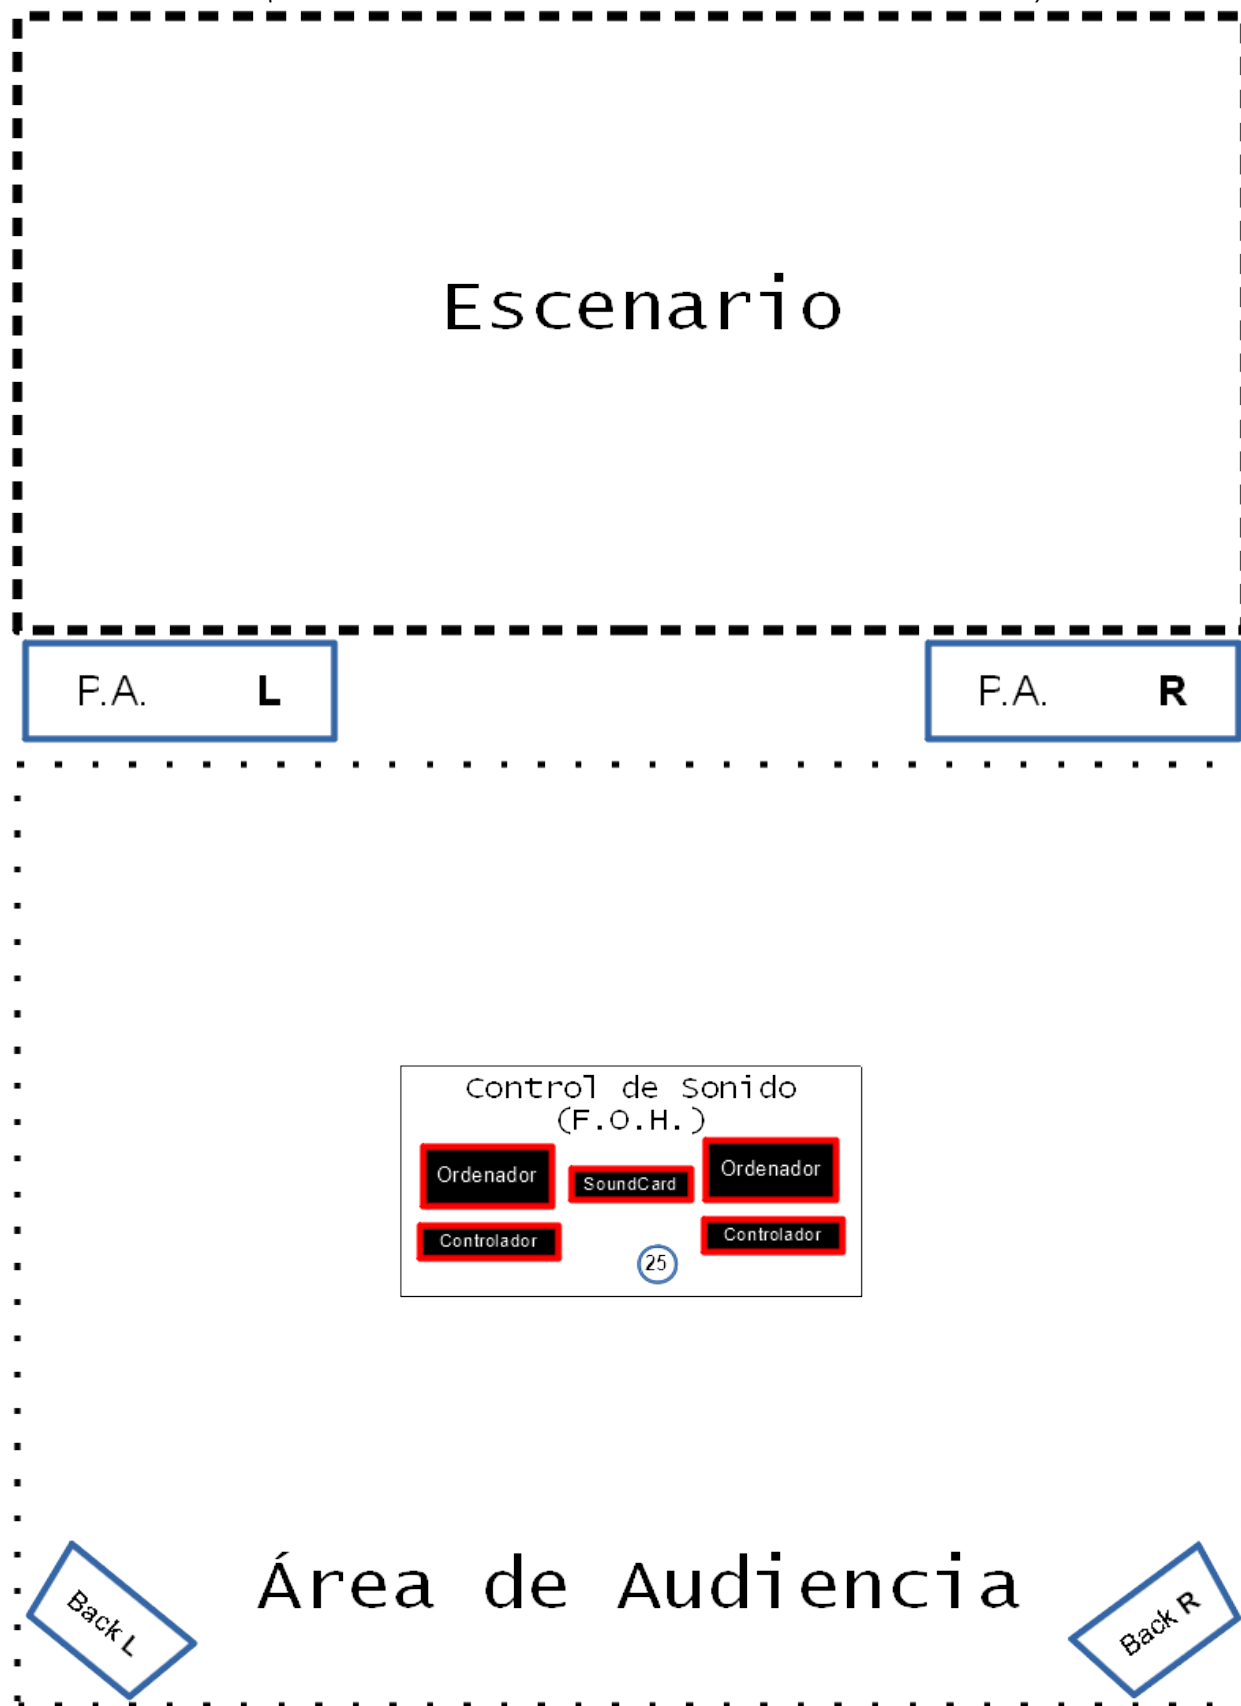 Escenario
P.A. L
P.A. R
Control de Sonido
(F.O.H.)
Ordenador
SoundCard
Ordenador
Controlador
Controlador
25
Área de Audiencia
Back L
Back R